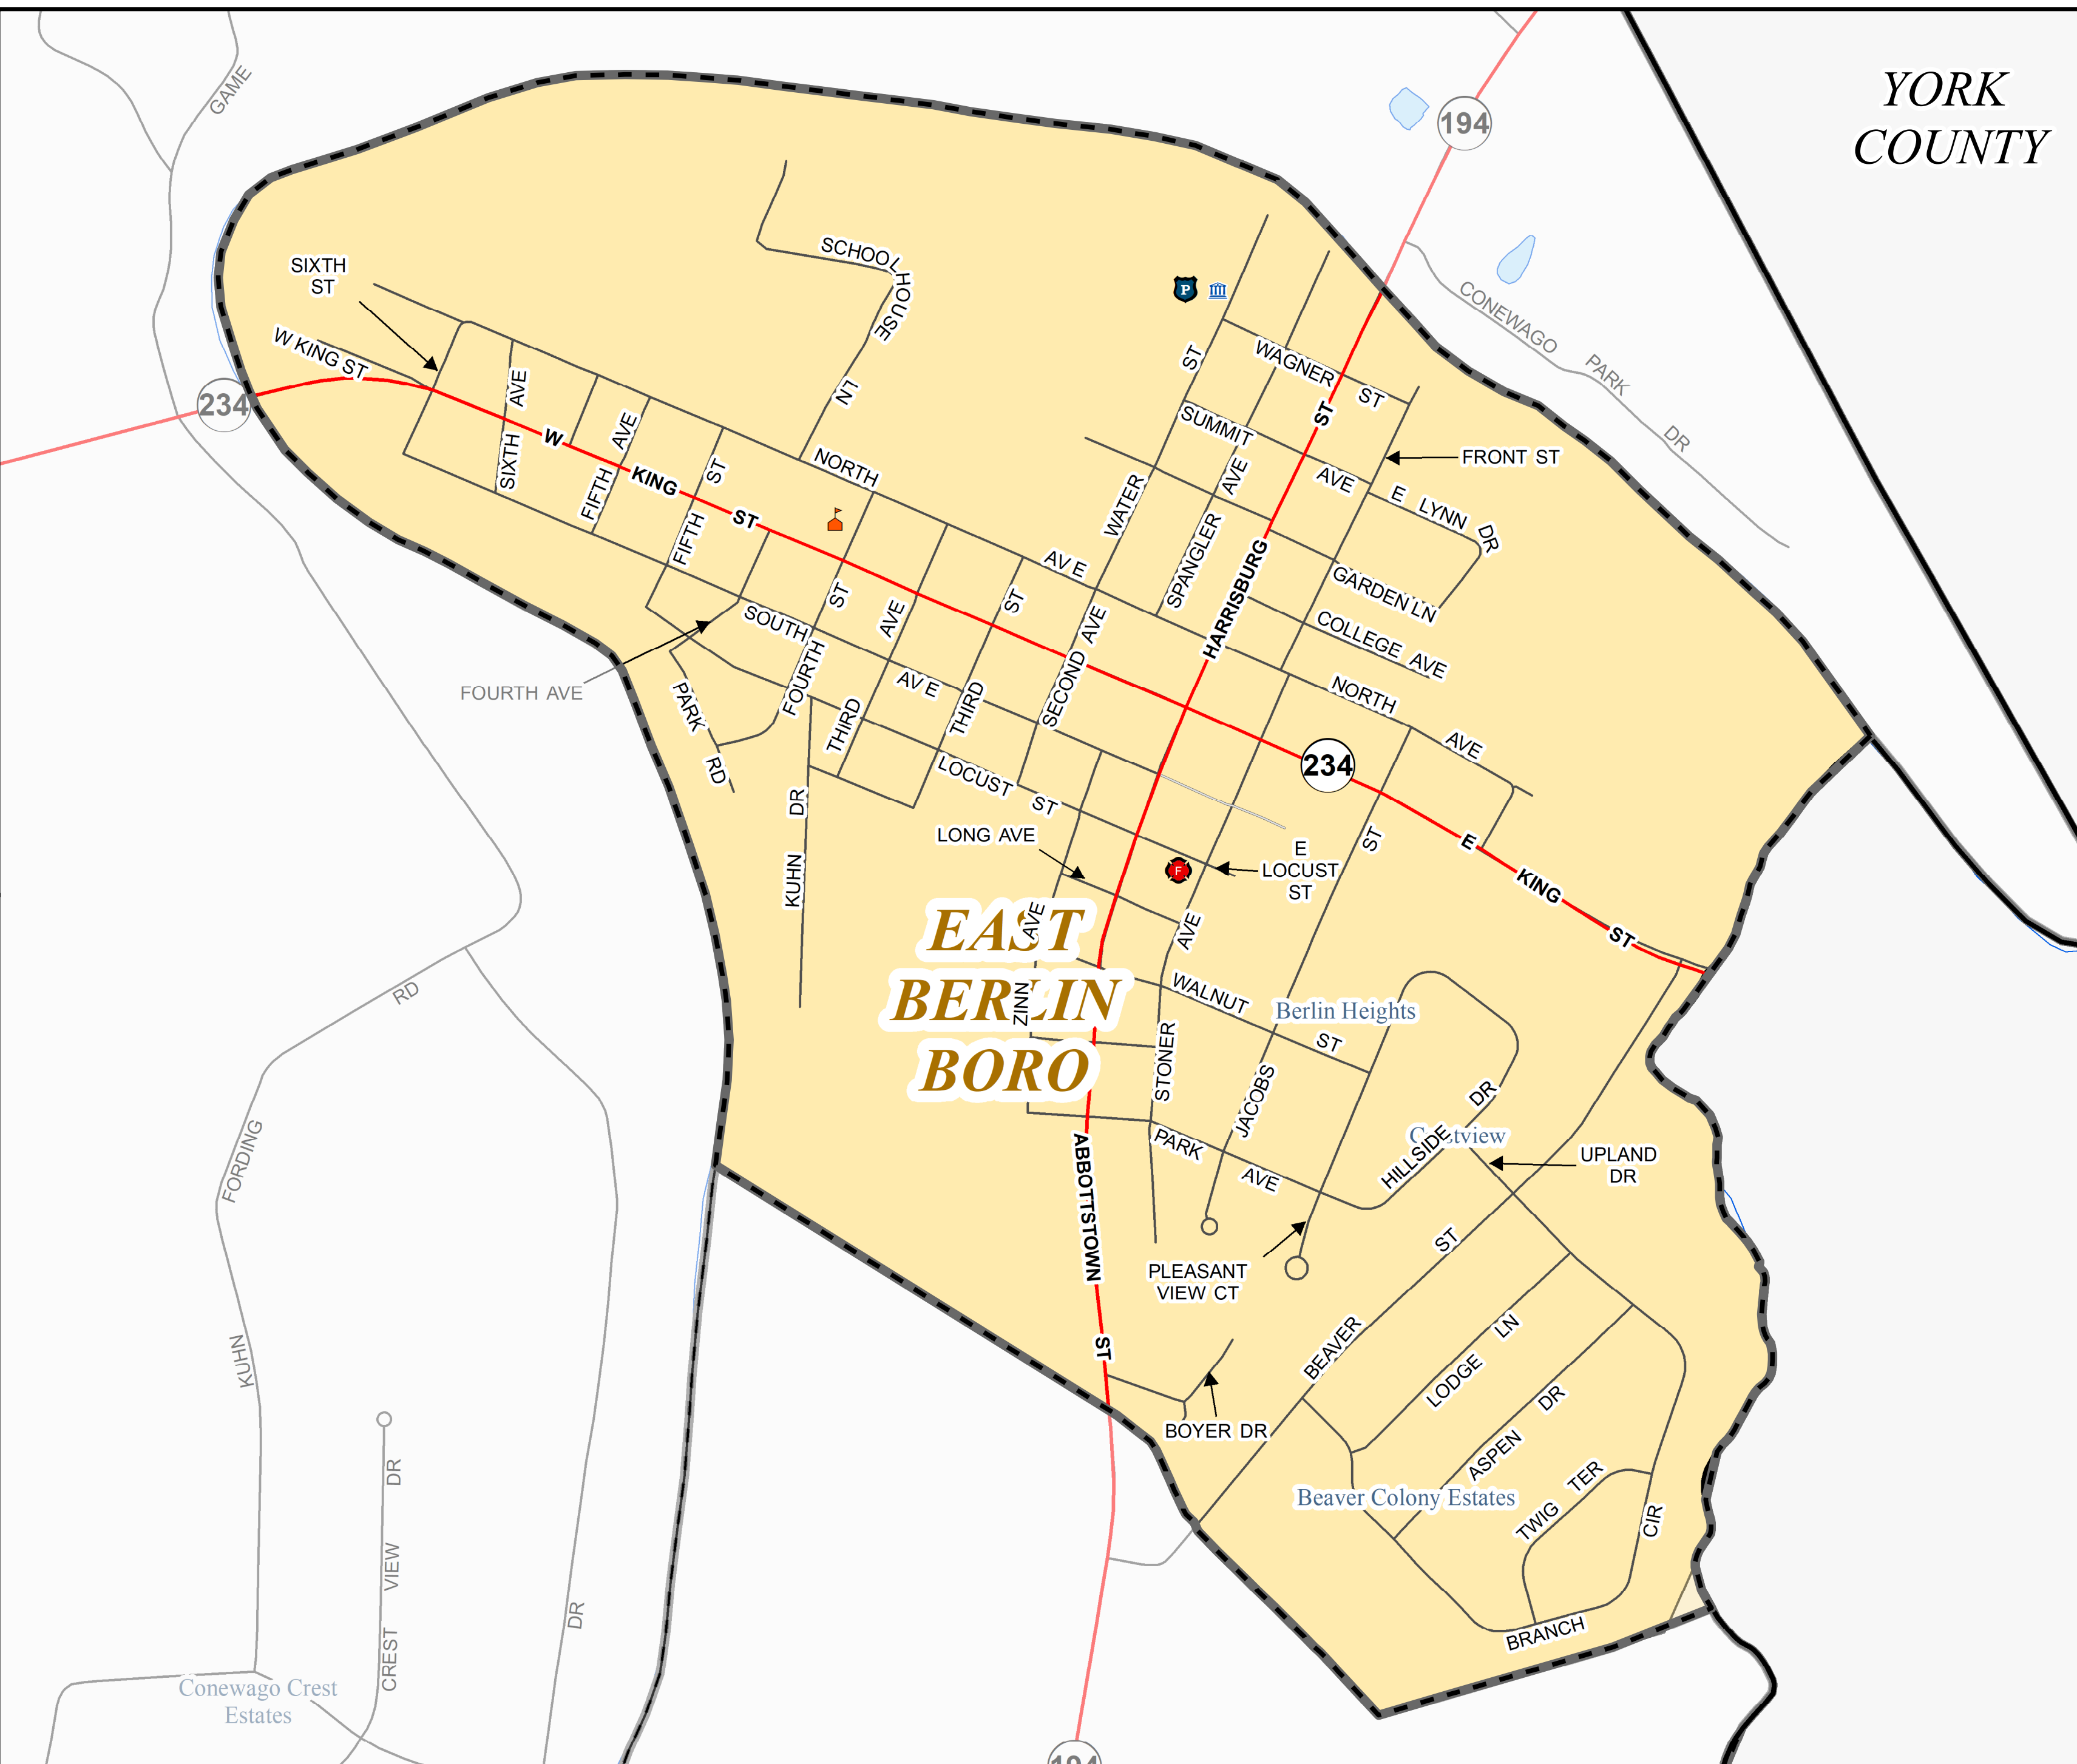 YORK
COUNTY
GAME
194
SCHOOL
HOUSE
LN
SIXTH
ST
W KING ST
234
CONEWAGO
PARK
DR
WAGNER
ST
SUMMIT
AVE
FRONT ST
E
LYNN
DR
SIXTH
AVE
FIFTH
AVE
FIFTH
ST
W
KING
ST
NORTH
AVE
WATER
ST
SPANGLER
AVE
HARRISBURG
ST
GARDEN LN
COLLEGE AVE
NORTH
AVE
FOURTH AVE
SOUTH
AVE
FOURTH
ST
THIRD
AVE
THIRD
ST
SECOND
AVE
PARK
RD
LOCUST
ST
234
E
KING
ST
KUHN
DR
LONG AVE
E
LOCUST
ST
EAST
BERLIN
BORO
ZINN
AVE
STONER
AVE
WALNUT
ST
Berlin Heights
JACOBS
ST
HILLSIDE
DR
Crestview
UPLAND
DR
PARK
AVE
ABBOTTSTOWN
ST
PLEASANT
VIEW CT
BEAVER
ST
LODGE
LN
ASPEN
DR
BOYER DR
Beaver Colony Estates
TWIG
TER
BRANCH
CIR
KUHN
FORDING
RD
CREST
VIEW
DR
DR
Conewago Crest
Estates
194